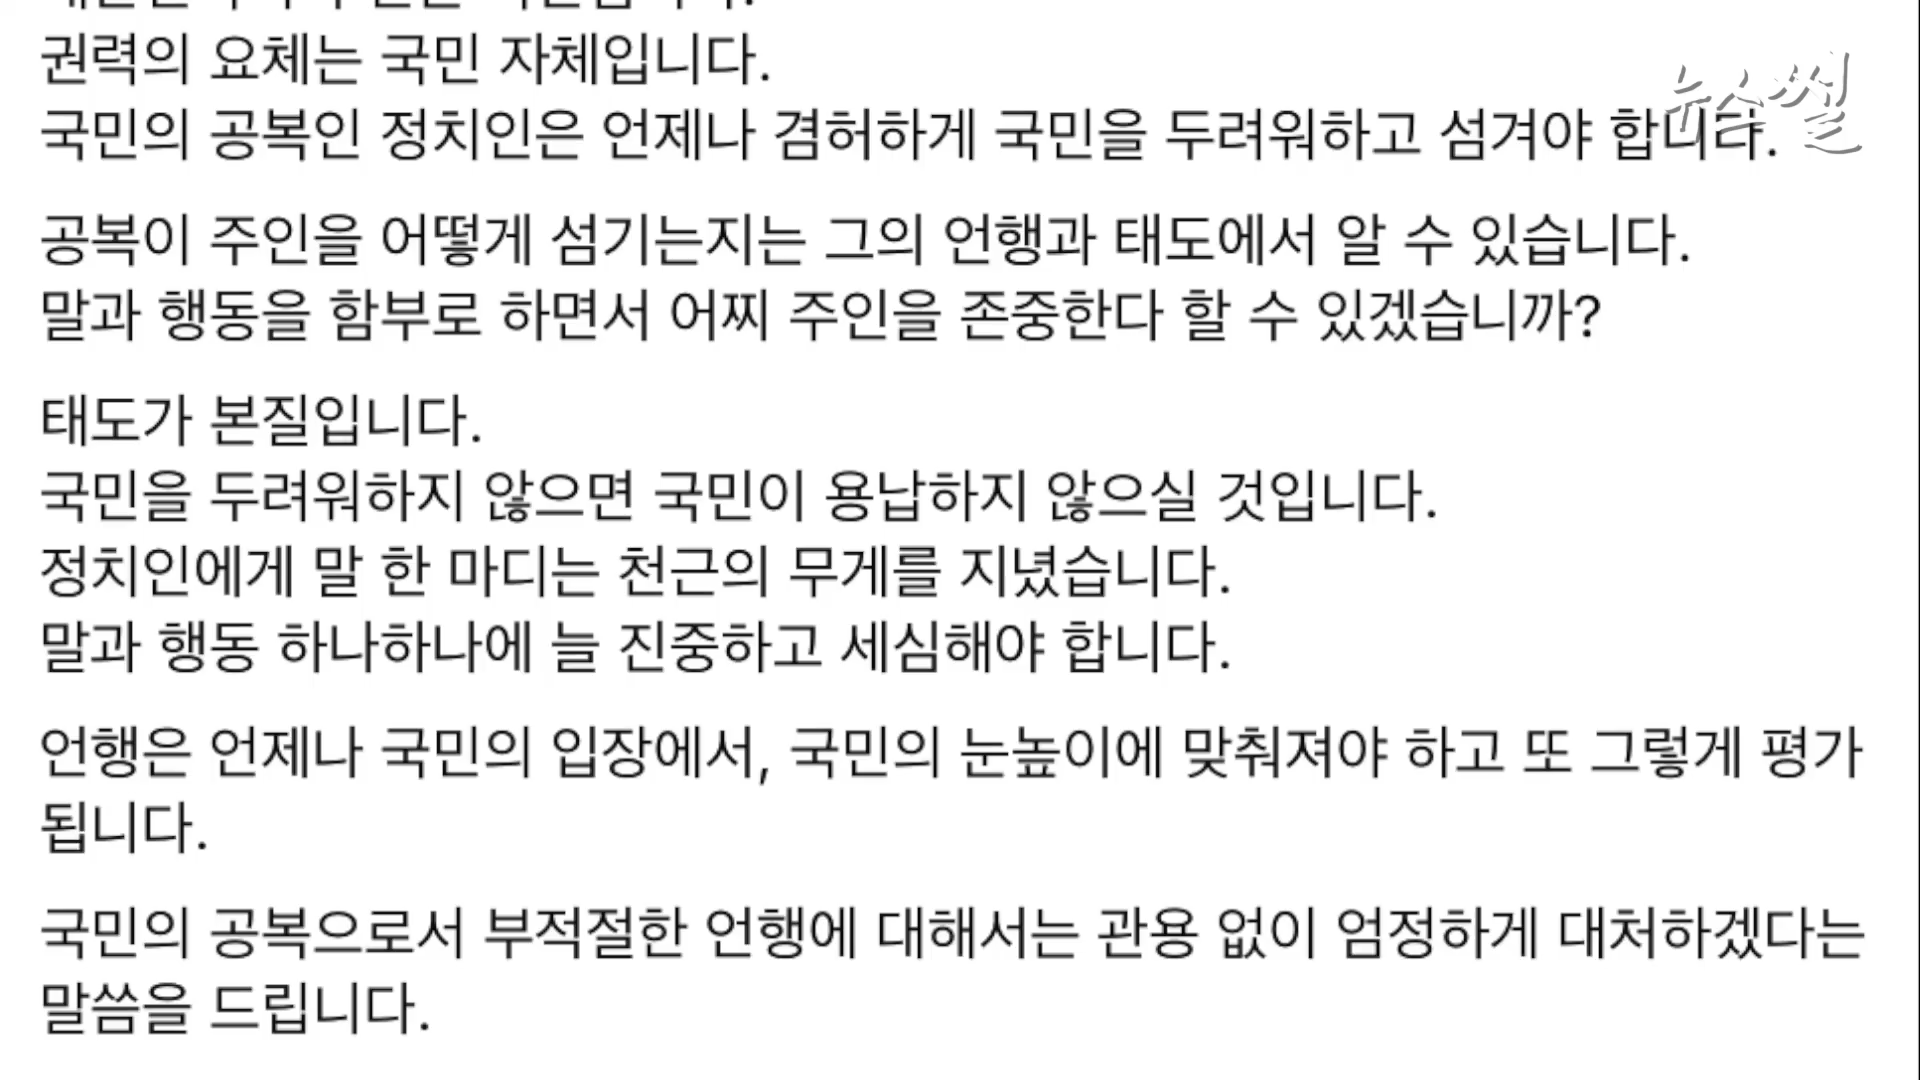 권력의 요체는 국민 자체입니다.
국민의 공복인 정치인은 언제나 겸허하게 국민을 두려워하고 섬겨야 합니다.
뉴스썰
공복이 주인을 어떻게 섬기는지는 그의 언행과 태도에서 알 수 있습니다.
말과 행동을 함부로 하면서 어찌 주인을 존중한다 할 수 있겠습니까?
태도가 본질입니다.
국민을 두려워하지 않으면 국민이 용납하지 않으실 것입니다.
정치인에게 말 한 마디는 천근의 무게를 지녔습니다.
말과 행동 하나하나에 늘 진중하고 세심해야 합니다.
언행은 언제나 국민의 입장에서, 국민의 눈높이에 맞춰져야 하고 또 그렇게 평가
됩니다.
국민의 공복으로서 부적절한 언행에 대해서는 관용 없이 엄정하게 대처하겠다는
말씀을 드립니다.